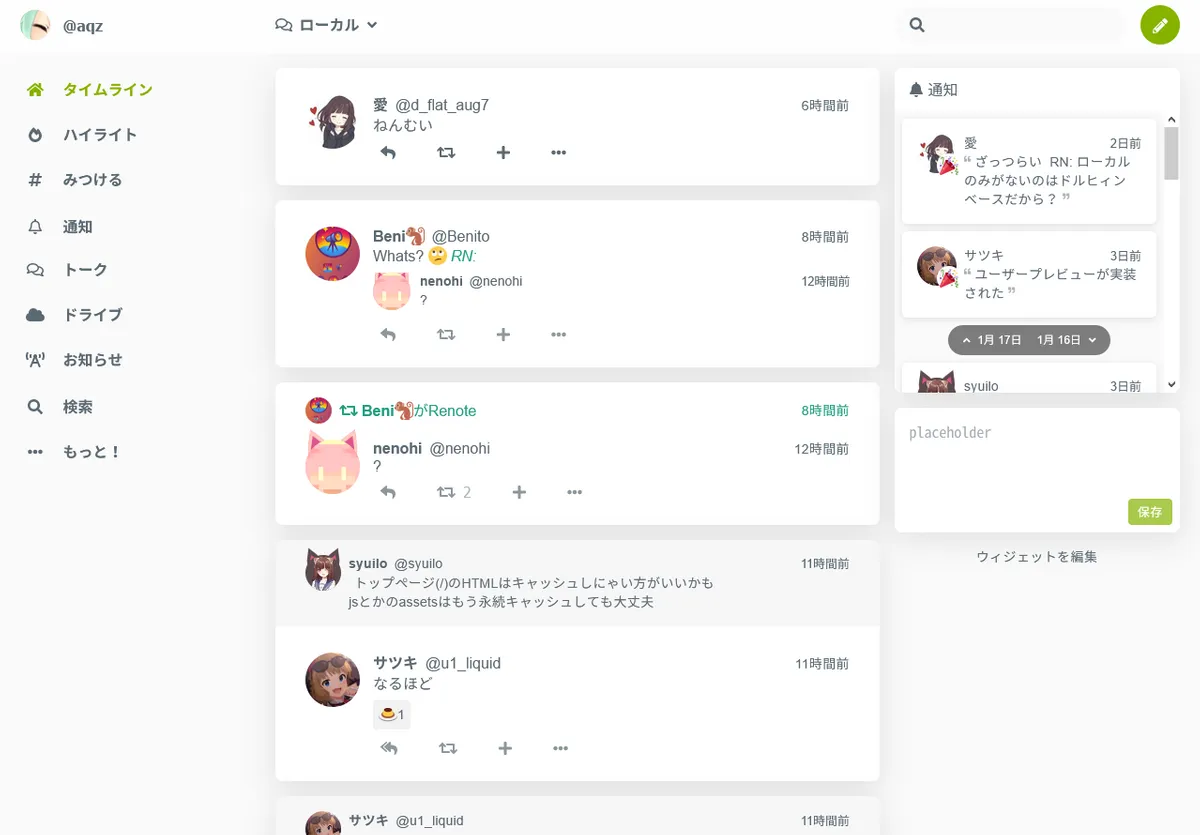 @aqz
ローカル
タイムライン
ハイライト
みつける
通知
トーク
ドライブ
お知らせ
検索
もっと！
愛 @d_flat_aug7 6時間前
ねんむい
Beni🐿 @Benito 8時間前
Whats? 🙄 RN:
nenohi @nenohi 12時間前
?
Beni🐿がRenote 8時間前
nenohi @nenohi 12時間前
?
2
syuilo @syuilo 11時間前
トップページ(/)のHTMLはキャッシュしにゃい方がいいかも
jsとかのassetsはもう永続キャッシュしても大丈夫
サツキ @u1_liquid 11時間前
なるほど
🍮1
サツキ @u1_liquid 11時間前
通知
愛 2日前
“ ざっつらい RN: ローカル
のみがないのはドルヒィン
ベースだから？ ”
サツキ 3日前
“ ユーザープレビューが実装
された ”
1月 17日 1月 16日
syuilo 3日前
placeholder
保存
ウィジェットを編集